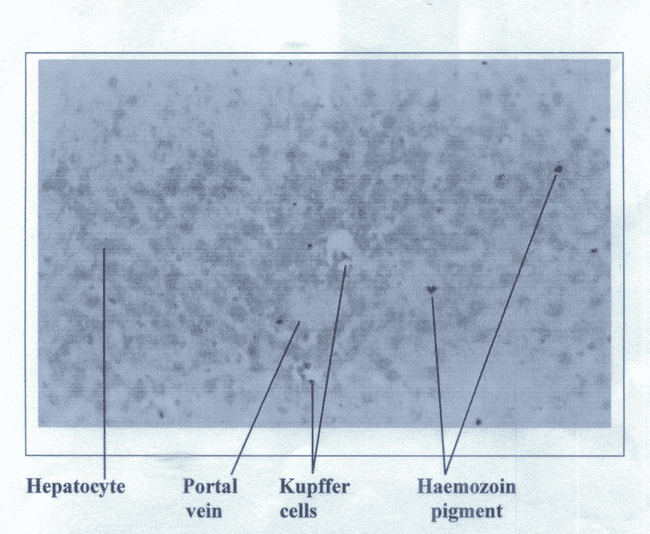 Hepatocyte Portal Kupffer Haemozoin
vein cells pigment